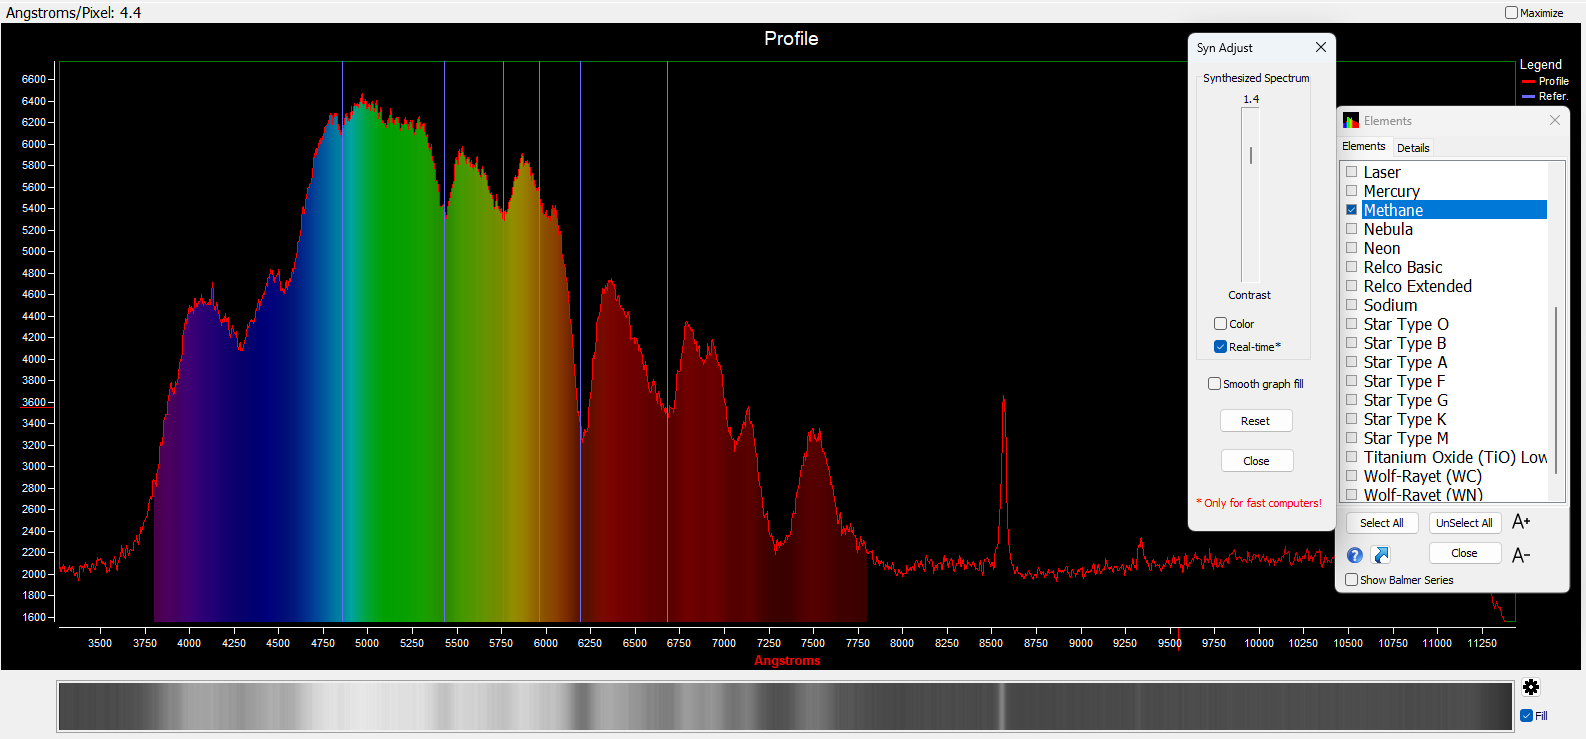 Angstroms/Pixel: 4.4
Maximize
Profile
Legend
Profile
Refer.
6600
6400
6200
6000
5800
5600
5400
5200
5000
4800
4600
4400
4200
4000
3800
3600
3400
3200
3000
2800
2600
2400
2200
2000
1800
1600
3500 3750 4000 4250 4500 4750 5000 5250 5500 5750 6000 6250 6500 6750 7000 7250 7500 7750 8000 8250 8500 8750 9000 9250 9500 9750 10000 10250 10500 10750 11000 11250
Angstroms
Syn Adjust
Synthesized Spectrum
1.4
Contrast
Color
Real-time*
Smooth graph fill
Reset
Close
* Only for fast computers!
Elements
Elements Details
Laser
Mercury
Methane
Nebula
Neon
Relco Basic
Relco Extended
Sodium
Star Type O
Star Type B
Star Type A
Star Type F
Star Type G
Star Type K
Star Type M
Titanium Oxide (TiO) Low
Wolf-Rayet (WC)
Wolf-Rayet (WN)
Select All UnSelect All A+
? Close A-
Show Balmer Series
Fill